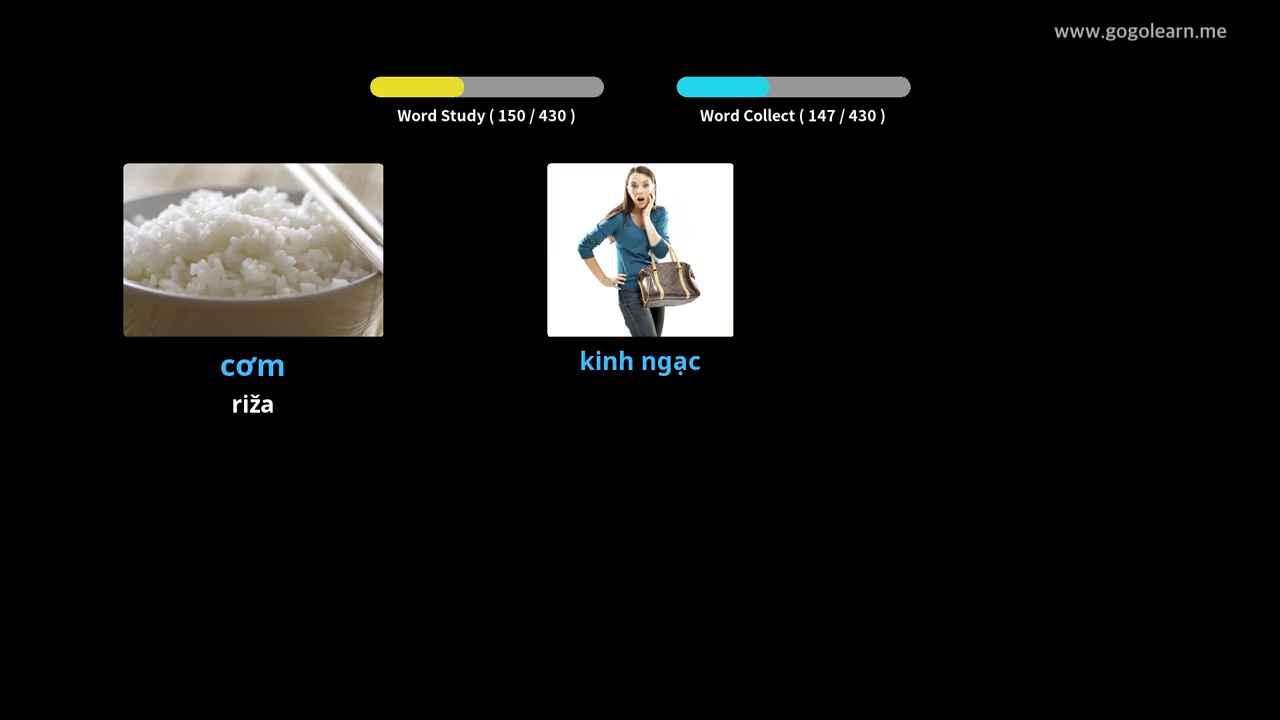 www.gogolearn.me
Word Study ( 150 / 430 )
Word Collect ( 147 / 430 )
cơm
riža
kinh ngạc